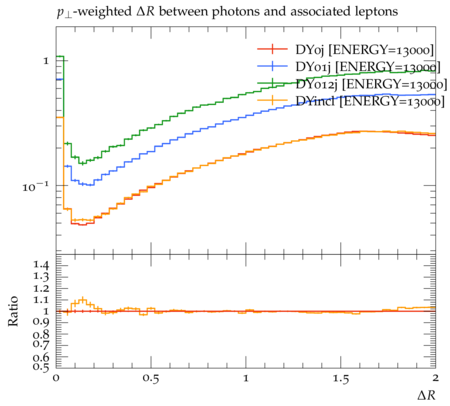 p⊥-weighted ΔR between photons and associated leptons
DY0j [ENERGY=13000]
DY01j [ENERGY=13000]
DY012j [ENERGY=13000]
DYincl [ENERGY=13000]
1
10⁻¹
1.4
1.3
1.2
1.1
1
0.9
0.8
0.7
0.6
0.5
Ratio
0 0.5 1 1.5 2
ΔR